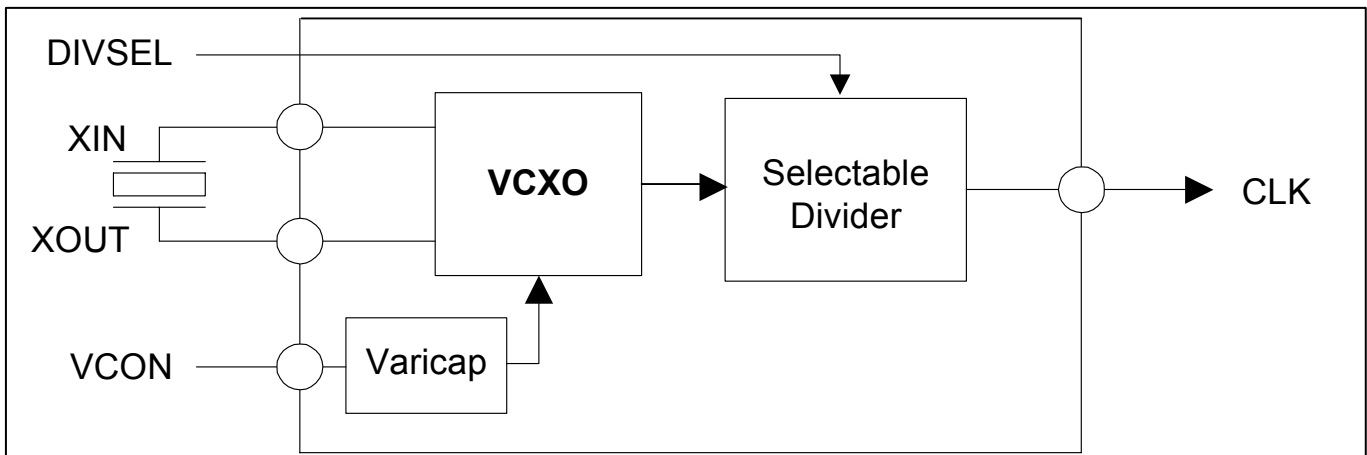 DIVSEL
XIN
XOUT
VCON
VCXO
Varicap
Selectable
Divider
CLK